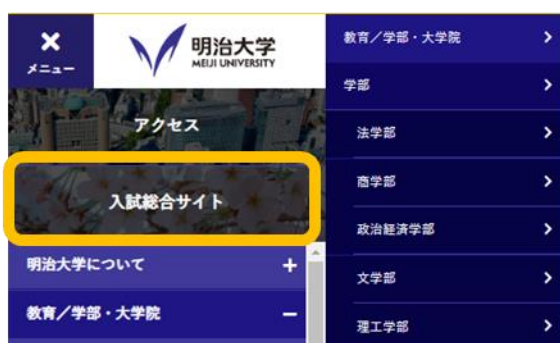 ×
メニュー
明治大学
MEIJI UNIVERSITY
アクセス
入試総合サイト
明治大学について +
教育／学部・大学院 −
教育／学部・大学院 >
学部 >
法学部 >
商学部 >
政治経済学部 >
文学部 >
理工学部 >